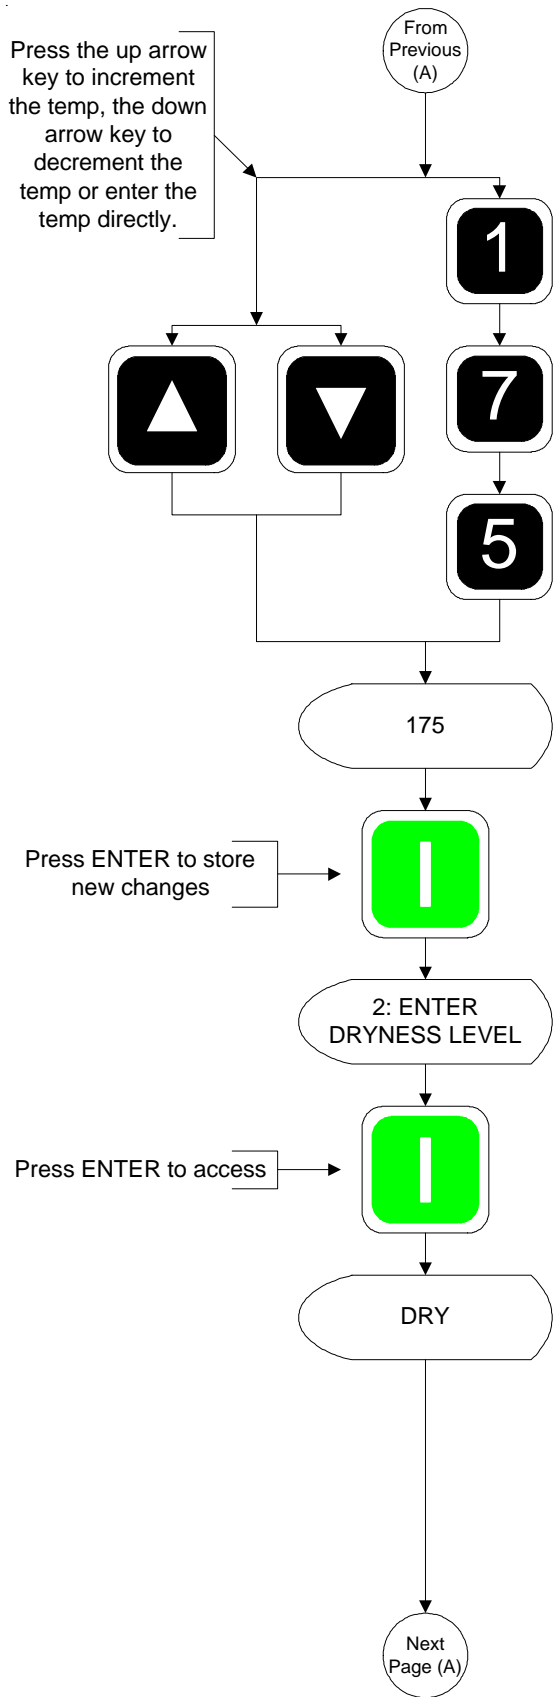 From
Previous
(A)
Press the up arrow
key to increment
the temp, the down
arrow key to
decrement the
temp or enter the
temp directly.
1
7
5
175
Press ENTER to store
new changes
2: ENTER
DRYNESS LEVEL
Press ENTER to access
DRY
Next
Page (A)